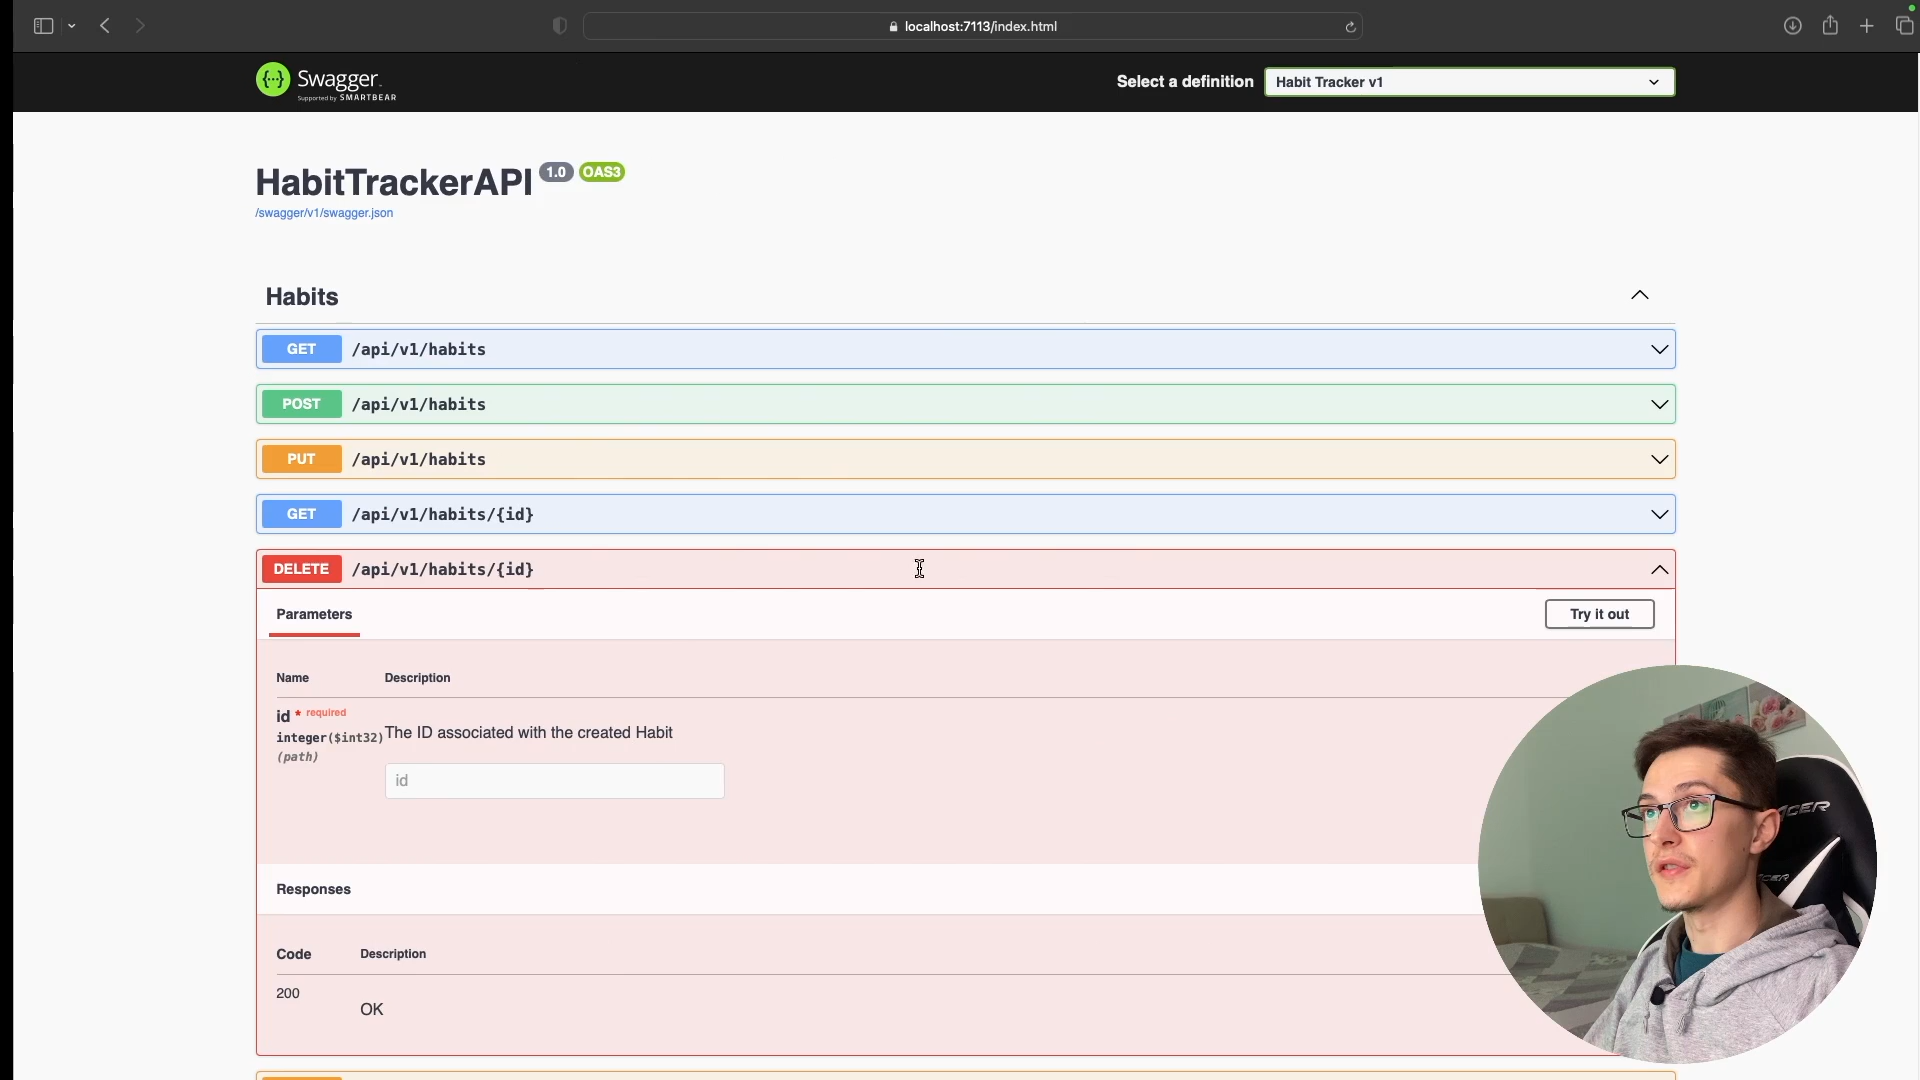 localhost:7113/index.html
{...} Swagger
Supported by SMARTBEAR
Select a definition
Habit Tracker v1
HabitTrackerAPI 1.0 OAS3
/swagger/v1/swagger.json
Habits
GET /api/v1/habits
POST /api/v1/habits
PUT /api/v1/habits
GET /api/v1/habits/{id}
DELETE /api/v1/habits/{id}
Parameters
Try it out
Name Description
id * required
integer($int32)
(path)
The ID associated with the created Habit
id
Responses
Code Description
200
OK